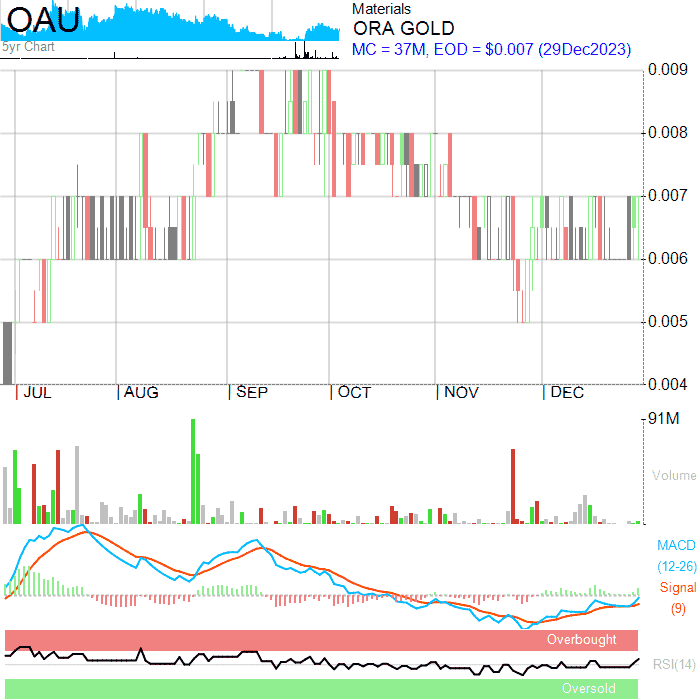 OAU
5yr Chart
Materials
ORA GOLD
MC = 37M, EOD = $0.007 (29Dec2023)
0.009
0.008
0.007
0.006
0.005
0.004
JUL AUG SEP OCT NOV DEC
91M
Volume
MACD
(12-26)
Signal
(9)
Overbought
RSI(14)
Oversold